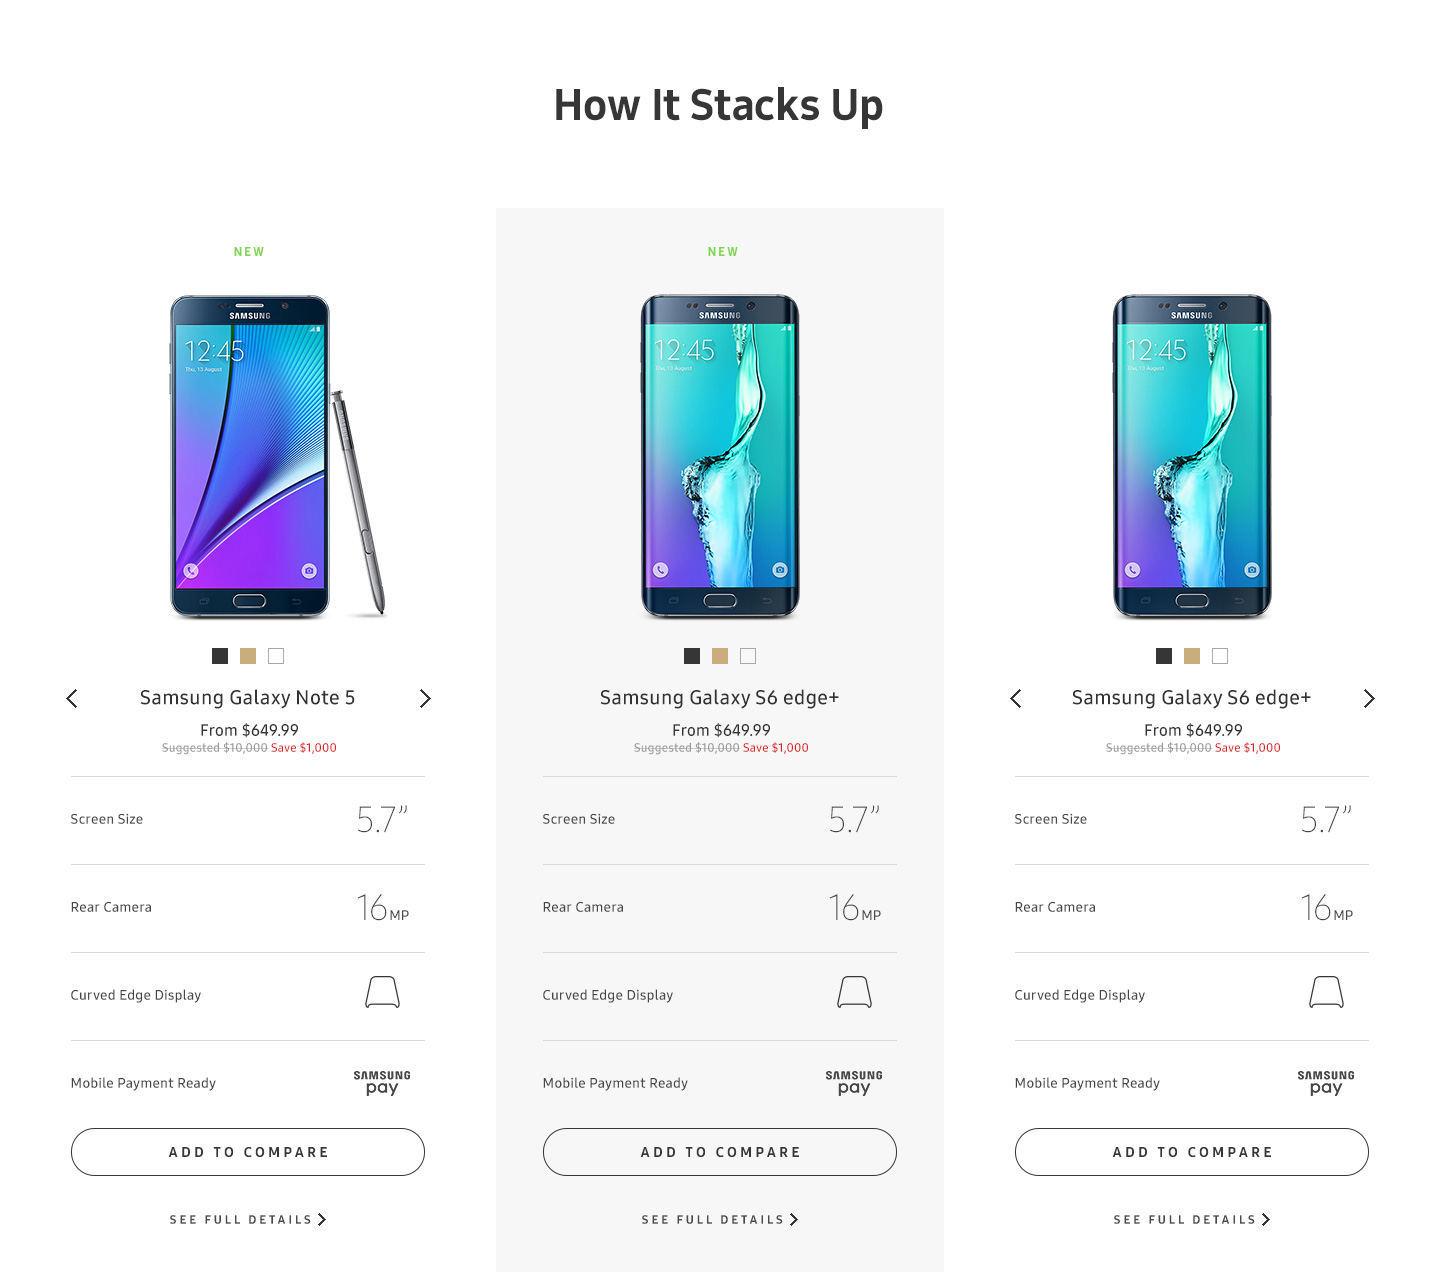 How It Stacks Up
NEW
SAMSUNG
12:45
Thu, 13 August
Samsung Galaxy Note 5
From $649.99
Suggested $10,000 Save $1,000
Screen Size 5.7”
Rear Camera 16MP
Curved Edge Display
Mobile Payment Ready SAMSUNG pay
ADD TO COMPARE
SEE FULL DETAILS
NEW
SAMSUNG
12:45
Thu, 13 August
Samsung Galaxy S6 edge+
From $649.99
Suggested $10,000 Save $1,000
Screen Size 5.7”
Rear Camera 16MP
Curved Edge Display
Mobile Payment Ready SAMSUNG pay
ADD TO COMPARE
SEE FULL DETAILS
SAMSUNG
12:45
Thu, 13 August
Samsung Galaxy S6 edge+
From $649.99
Suggested $10,000 Save $1,000
Screen Size 5.7”
Rear Camera 16MP
Curved Edge Display
Mobile Payment Ready SAMSUNG pay
ADD TO COMPARE
SEE FULL DETAILS